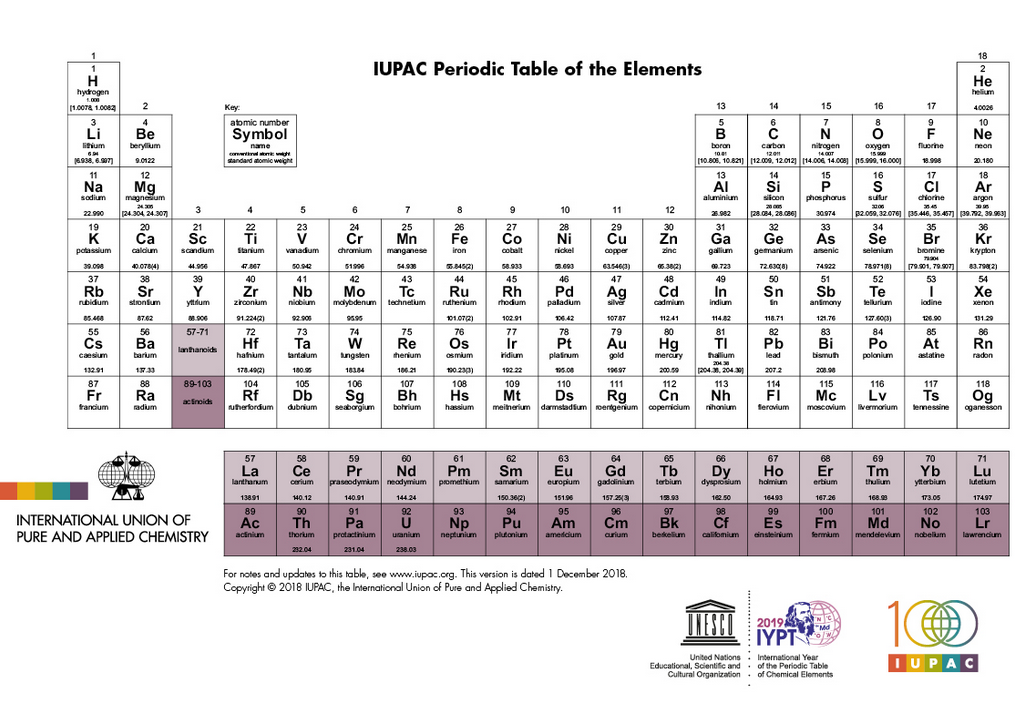 IUPAC Periodic Table of the Elements
1 18
1 2
H He
hydrogen helium
1.008
[1.0078, 1.0082] 4.0026
2 13 14 15 16 17
Key:
atomic number
Symbol
name
conventional atomic weight
standard atomic weight
3 4 5 6 7 8 9 10
Li Be B C N O F Ne
lithium beryllium boron carbon nitrogen oxygen fluorine neon
6.94 10.81 12.011 14.007 15.999
[6.938, 6.997] 9.0122 [10.806, 10.821] [12.009, 12.012] [14.006, 14.008] [15.999, 16.000] 18.998 20.180
11 12 13 14 15 16 17 18
Na Mg Al Si P S Cl Ar
sodium magnesium aluminium silicon phosphorus sulfur chlorine argon
24.305 28.085 32.06 35.45 39.95
22.990 [24.304, 24.307] 26.982 [28.084, 28.086] 30.974 [32.059, 32.076] [35.446, 35.457] [39.792, 39.963]
3 4 5 6 7 8 9 10 11 12
19 20 21 22 23 24 25 26 27 28 29 30 31 32 33 34 35 36
K Ca Sc Ti V Cr Mn Fe Co Ni Cu Zn Ga Ge As Se Br Kr
potassium calcium scandium titanium vanadium chromium manganese iron cobalt nickel copper zinc gallium germanium arsenic selenium bromine krypton
79.904
39.098 40.078(4) 44.956 47.867 50.942 51.996 54.938 55.845(2) 58.933 58.693 63.546(3) 65.38(2) 69.723 72.630(8) 74.922 78.971(8) [79.901, 79.907] 83.798(2)
37 38 39 40 41 42 43 44 45 46 47 48 49 50 51 52 53 54
Rb Sr Y Zr Nb Mo Tc Ru Rh Pd Ag Cd In Sn Sb Te I Xe
rubidium strontium yttrium zirconium niobium molybdenum technetium ruthenium rhodium palladium silver cadmium indium tin antimony tellurium iodine xenon
85.468 87.62 88.906 91.224(2) 92.906 95.95 101.07(2) 102.91 106.42 107.87 112.41 114.82 118.71 121.76 127.60(3) 126.90 131.29
55 56 57-71 72 73 74 75 76 77 78 79 80 81 82 83 84 85 86
Cs Ba Hf Ta W Re Os Ir Pt Au Hg Tl Pb Bi Po At Rn
caesium barium lanthanoids hafnium tantalum tungsten rhenium osmium iridium platinum gold mercury thallium lead bismuth polonium astatine radon
204.38
132.91 137.33 178.49(2) 180.95 183.84 186.21 190.23(3) 192.22 195.08 196.97 200.59 [204.38, 204.39] 207.2 208.98
87 88 89-103 104 105 106 107 108 109 110 111 112 113 114 115 116 117 118
Fr Ra Rf Db Sg Bh Hs Mt Ds Rg Cn Nh Fl Mc Lv Ts Og
francium radium actinoids rutherfordium dubnium seaborgium bohrium hassium meitnerium darmstadtium roentgenium copernicium nihonium flerovium moscovium livermorium tennessine oganesson
57 58 59 60 61 62 63 64 65 66 67 68 69 70 71
La Ce Pr Nd Pm Sm Eu Gd Tb Dy Ho Er Tm Yb Lu
lanthanum cerium praseodymium neodymium promethium samarium europium gadolinium terbium dysprosium holmium erbium thulium ytterbium lutetium
138.91 140.12 140.91 144.24 150.36(2) 151.96 157.25(3) 158.93 162.50 164.93 167.26 168.93 173.05 174.97
89 90 91 92 93 94 95 96 97 98 99 100 101 102 103
Ac Th Pa U Np Pu Am Cm Bk Cf Es Fm Md No Lr
actinium thorium protactinium uranium neptunium plutonium americium curium berkelium californium einsteinium fermium mendelevium nobelium lawrencium
232.04 231.04 238.03
INTERNATIONAL UNION OF
PURE AND APPLIED CHEMISTRY
For notes and updates to this table, see www.iupac.org. This version is dated 1 December 2018.
Copyright © 2018 IUPAC, the International Union of Pure and Applied Chemistry.
UNESCO
United Nations
Educational, Scientific and
Cultural Organization
2019
IYPT
Md
International Year
of the Periodic Table
of Chemical Elements
100
IUPAC